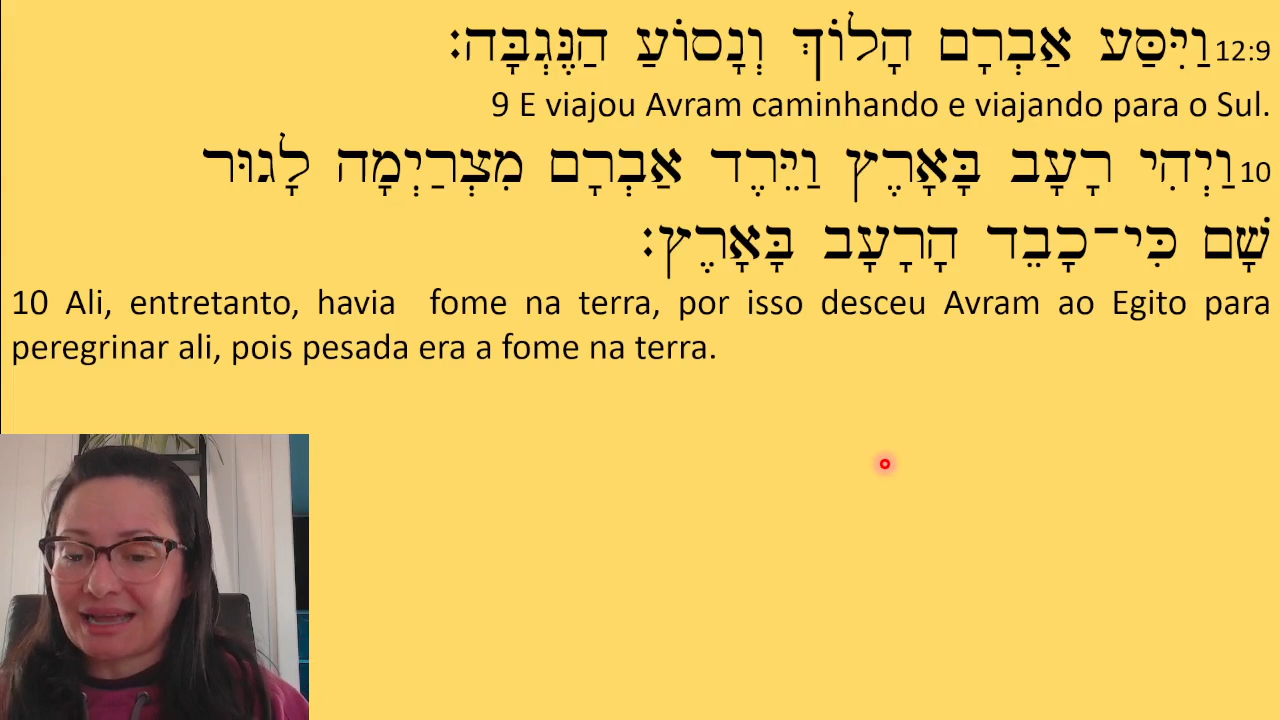 12:9 וַיִּסַּע אַבְרָם הָלוֹךְ וְנָסוֹעַ הַנֶּגְבָּה׃
9 E viajou Avram caminhando e viajando para o Sul.
10 וַיְהִי רָעָב בָּאָרֶץ וַיֵּרֶד אַבְרָם מִצְרַיְמָה לָגוּר
שָׁם כִּי־כָבֵד הָרָעָב בָּאָרֶץ׃
10 Ali, entretanto, havia fome na terra, por isso desceu Avram ao Egito para
peregrinar ali, pois pesada era a fome na terra.